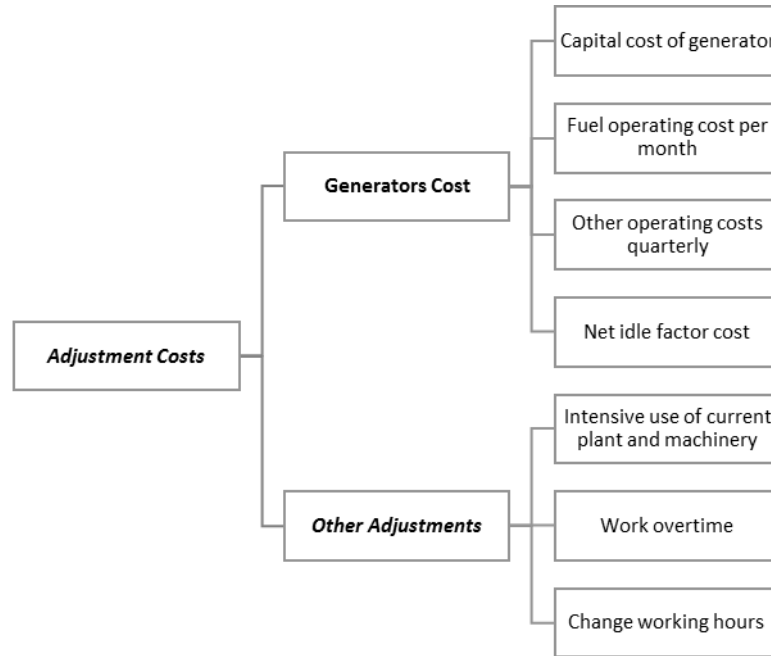 Capital cost of generator
Fuel operating cost per
month
Generators Cost
Other operating costs
quarterly
Net idle factor cost
Adjustment Costs
Intensive use of current
plant and machinery
Other Adjustments
Work overtime
Change working hours